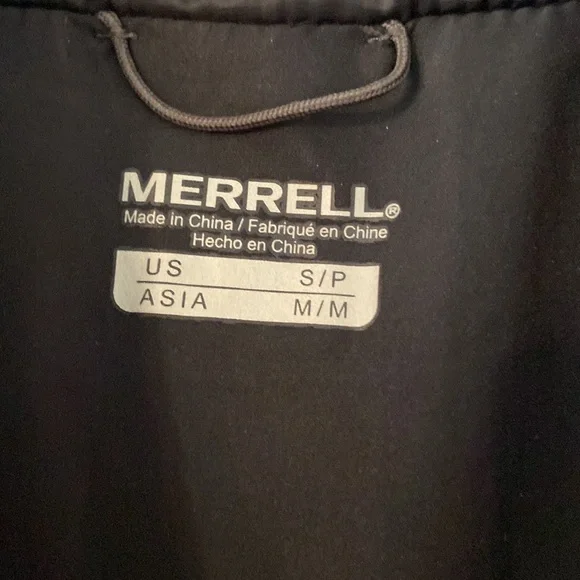 MERRELL®
Made in China / Fabriqué en Chine
Hecho en China
US S/P
ASIA M/M